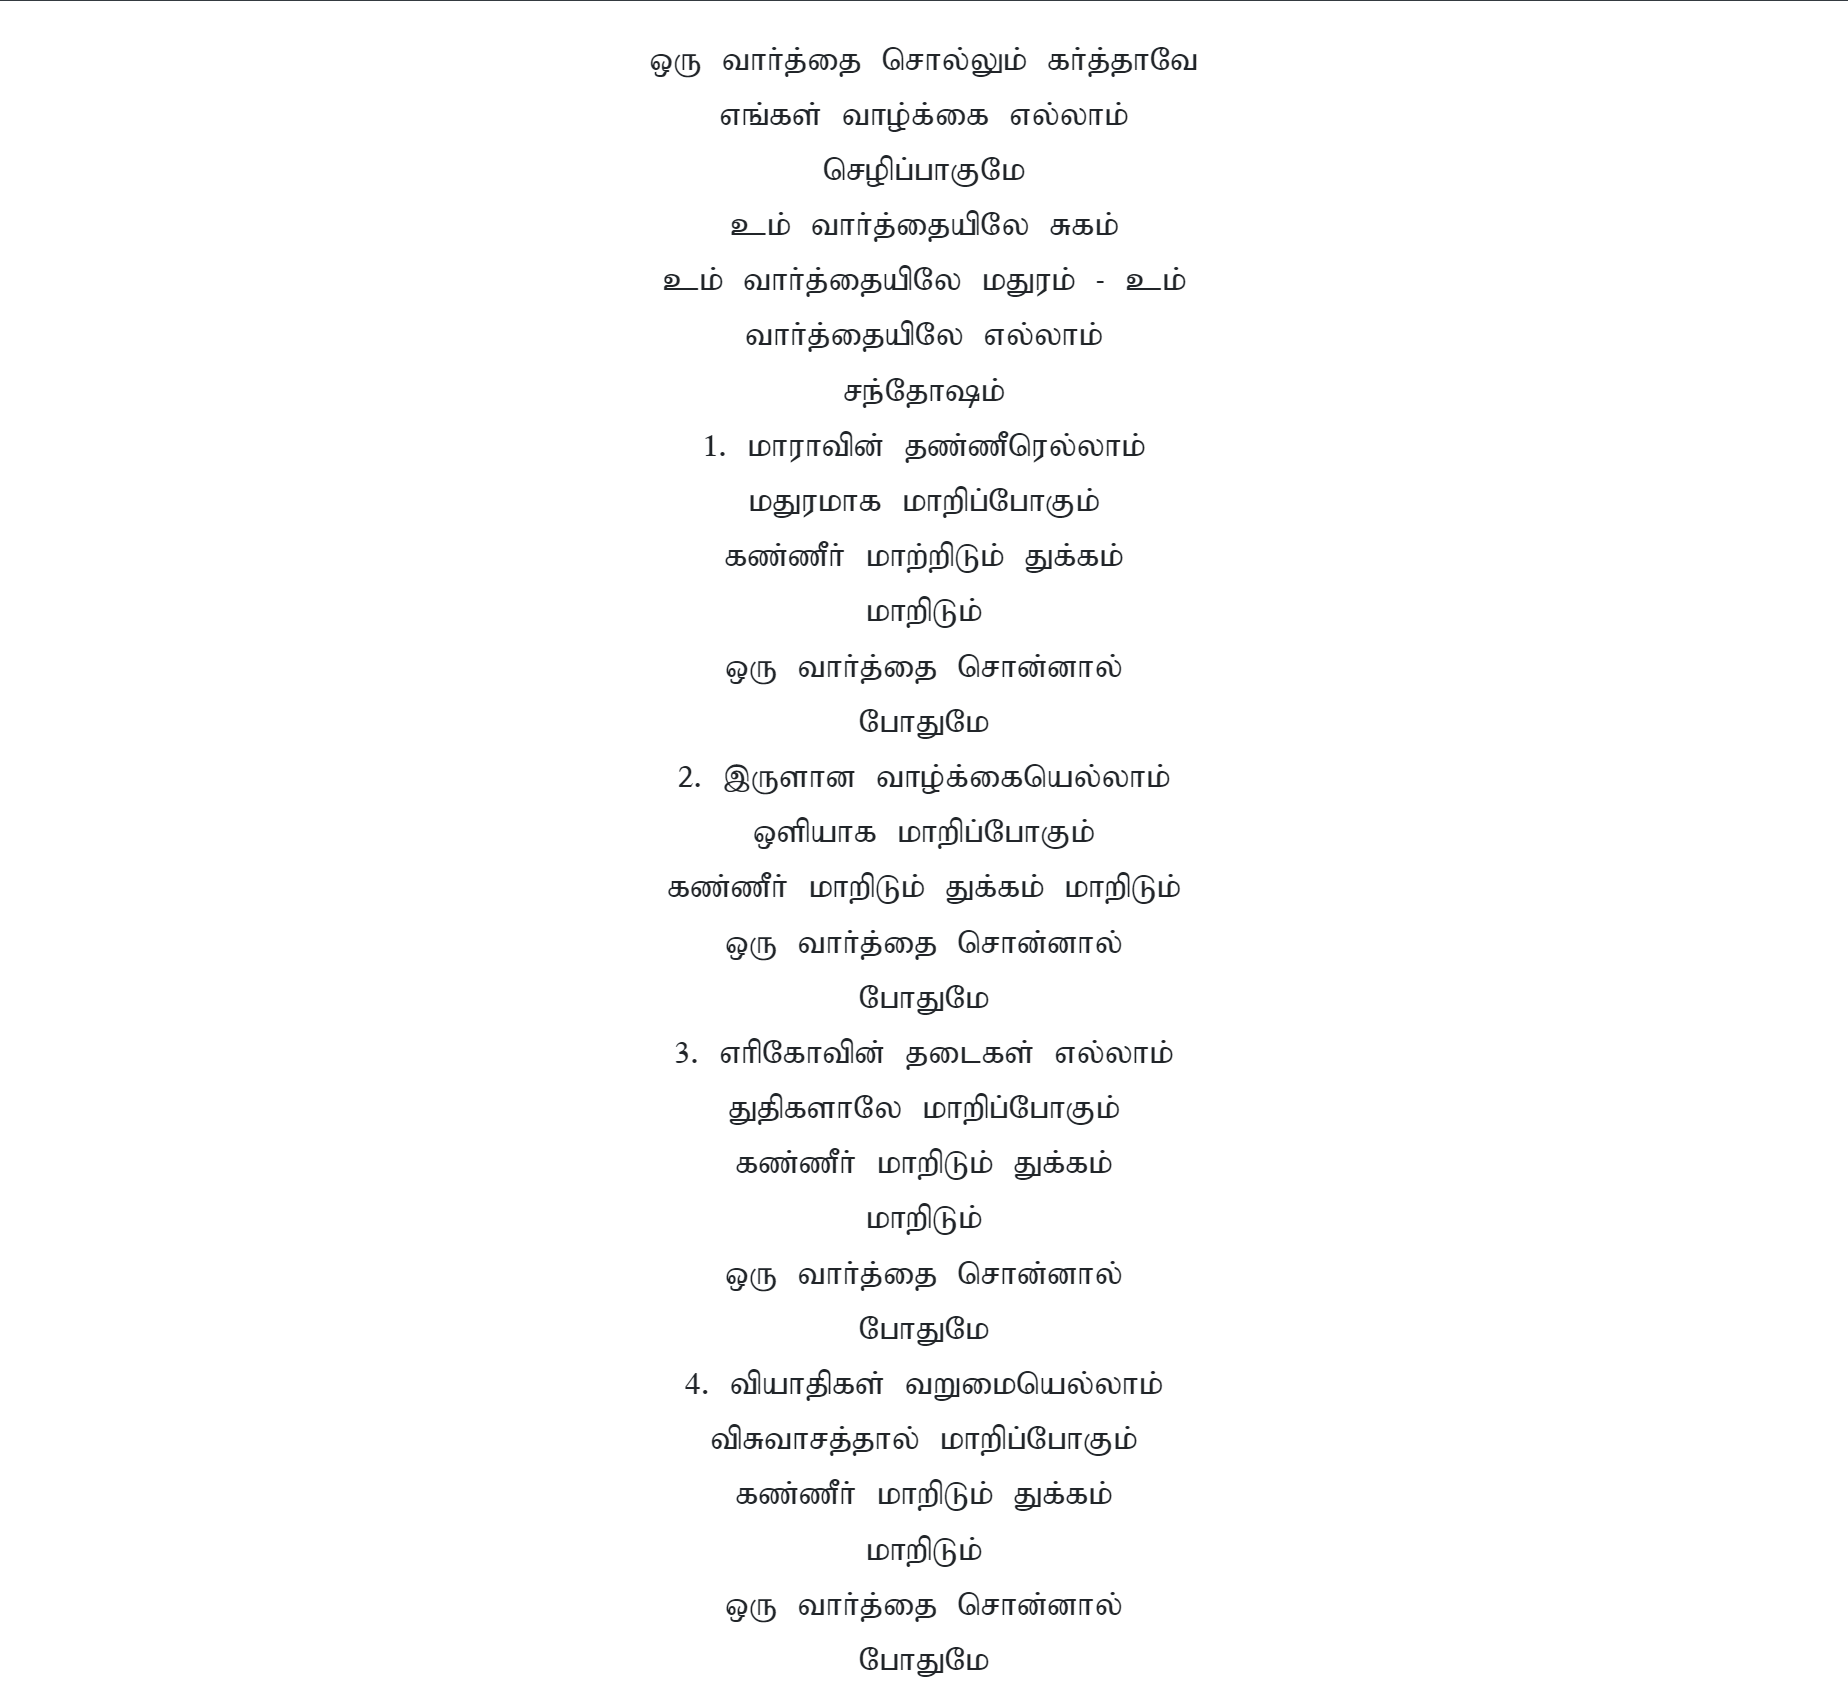 ஒரு வார்த்தை சொல்லும் கர்த்தாவே
எங்கள் வாழ்க்கை எல்லாம்
செழிப்பாகுமே
உம் வார்த்தையிலே சுகம்
உம் வார்த்தையிலே மதுரம் - உம்
வார்த்தையிலே எல்லாம்
சந்தோஷம்
1. மாராவின் தண்ணீரெல்லாம்
மதுரமாக மாறிப்போகும்
கண்ணீர் மாற்றிடும் துக்கம்
மாறிடும்
ஒரு வார்த்தை சொன்னால்
போதுமே
2. இருளான வாழ்க்கையெல்லாம்
ஒளியாக மாறிப்போகும்
கண்ணீர் மாறிடும் துக்கம் மாறிடும்
ஒரு வார்த்தை சொன்னால்
போதுமே
3. எரிகோவின் தடைகள் எல்லாம்
துதிகளாலே மாறிப்போகும்
கண்ணீர் மாறிடும் துக்கம்
மாறிடும்
ஒரு வார்த்தை சொன்னால்
போதுமே
4. வியாதிகள் வறுமையெல்லாம்
விசுவாசத்தால் மாறிப்போகும்
கண்ணீர் மாறிடும் துக்கம்
மாறிடும்
ஒரு வார்த்தை சொன்னால்
போதுமே